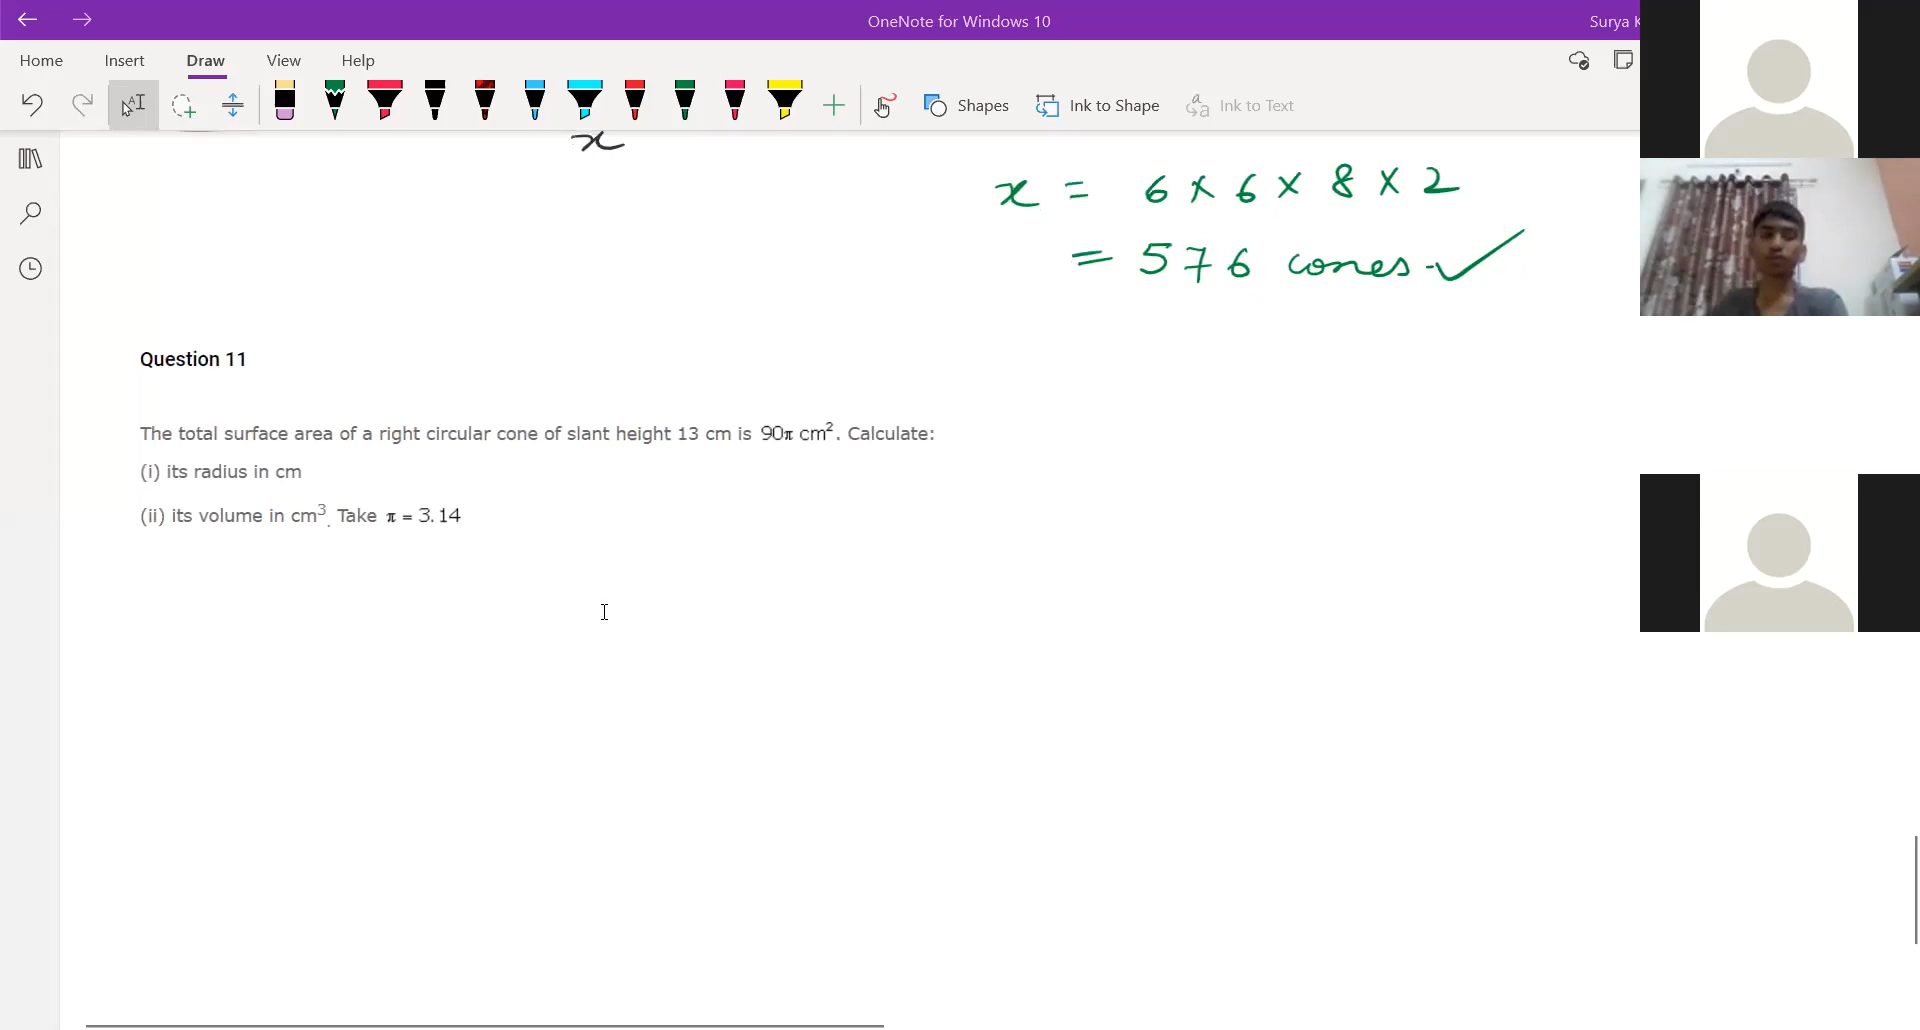 OneNote for Windows 10
Surya K
Home Insert Draw View Help
Shapes Ink to Shape Ink to Text
x
x = 6 x 6 x 8 x 2
= 576 cones
Question 11
The total surface area of a right circular cone of slant height 13 cm is 90π cm². Calculate:
(i) its radius in cm
(ii) its volume in cm³. Take π = 3.14